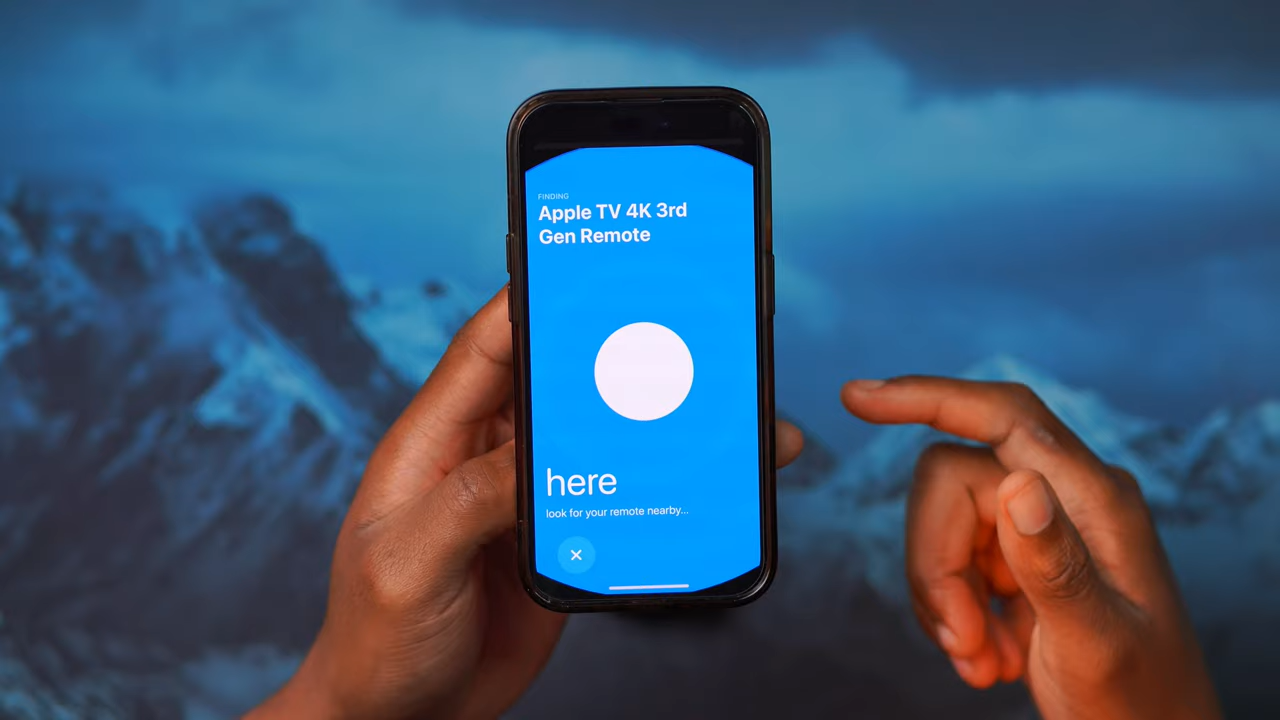 FINDING
Apple TV 4K 3rd
Gen Remote
here
look for your remote nearby...